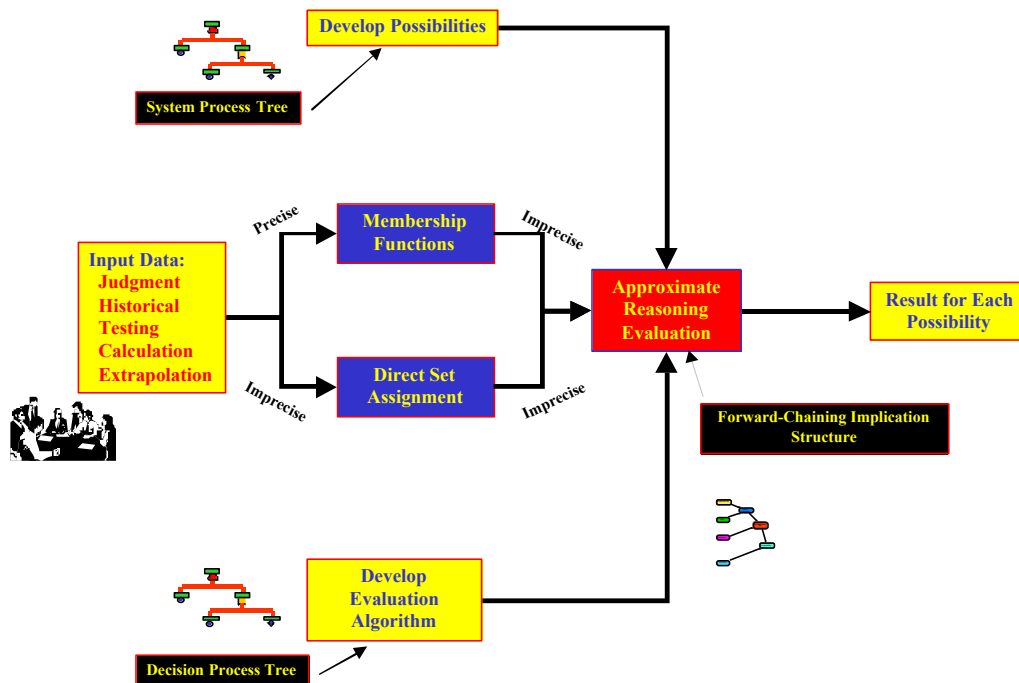 Develop Possibilities
System Process Tree
Precise
Membership
Functions
Imprecise
Input Data:
Judgment
Historical
Testing
Calculation
Extrapolation
Approximate
Reasoning
Evaluation
Result for Each
Possibility
Imprecise
Direct Set
Assignment
Imprecise
Forward-Chaining Implication
Structure
Develop
Evaluation
Algorithm
Decision Process Tree